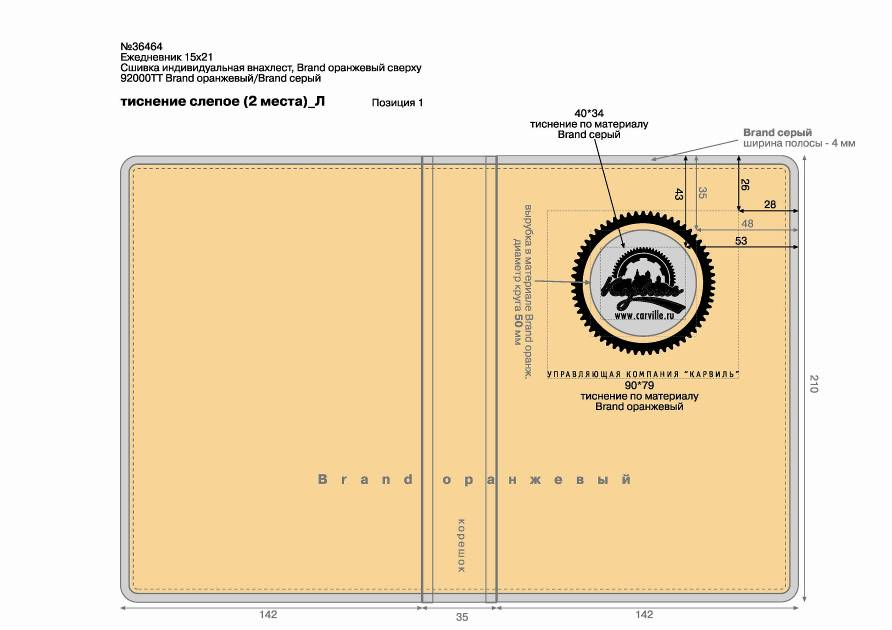 №36464
Ежедневник 15x21
Сшивка индивидуальная внахлест, Brand оранжевый сверху
92000ТТ Brand оранжевый/Brand серый
тиснение слепое (2 места)_Л
Позиция 1
40*34
тиснение по материалу
Brand серый
Brand серый
ширина полосы - 4 мм
43
35
26
28
48
53
вырубка в материале Brand оранж.
диаметр круга 50 мм
Карвиль
www.carville.ru
УПРАВЛЯЮЩАЯ КОМПАНИЯ "КАРВИЛЬ"
90*79
тиснение по материалу
Brand оранжевый
210
Brand оранжевый
корешок
142
35
142